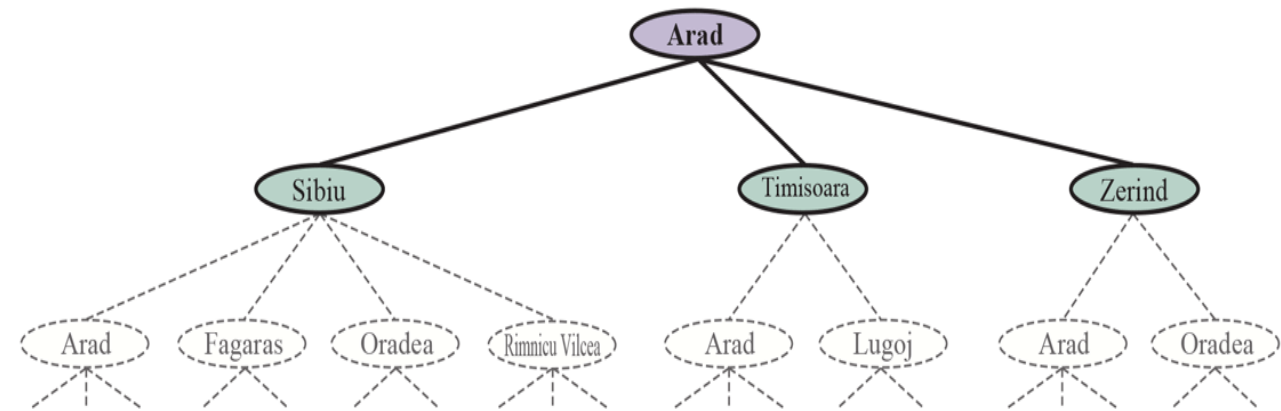 Arad
Sibiu
Timisoara
Zerind
Arad
Fagaras
Oradea
Rimnicu Vilcea
Arad
Lugoj
Arad
Oradea